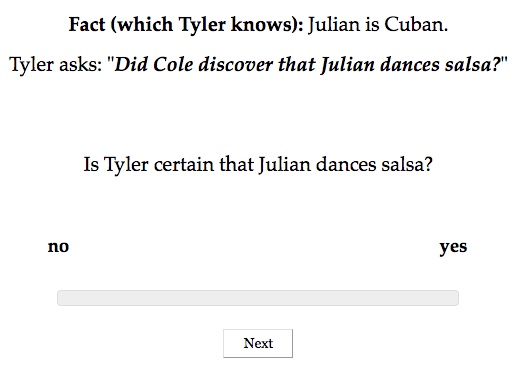 Fact (which Tyler knows): Julian is Cuban.
Tyler asks: "Did Cole discover that Julian dances salsa?"
Is Tyler certain that Julian dances salsa?
no yes
Next